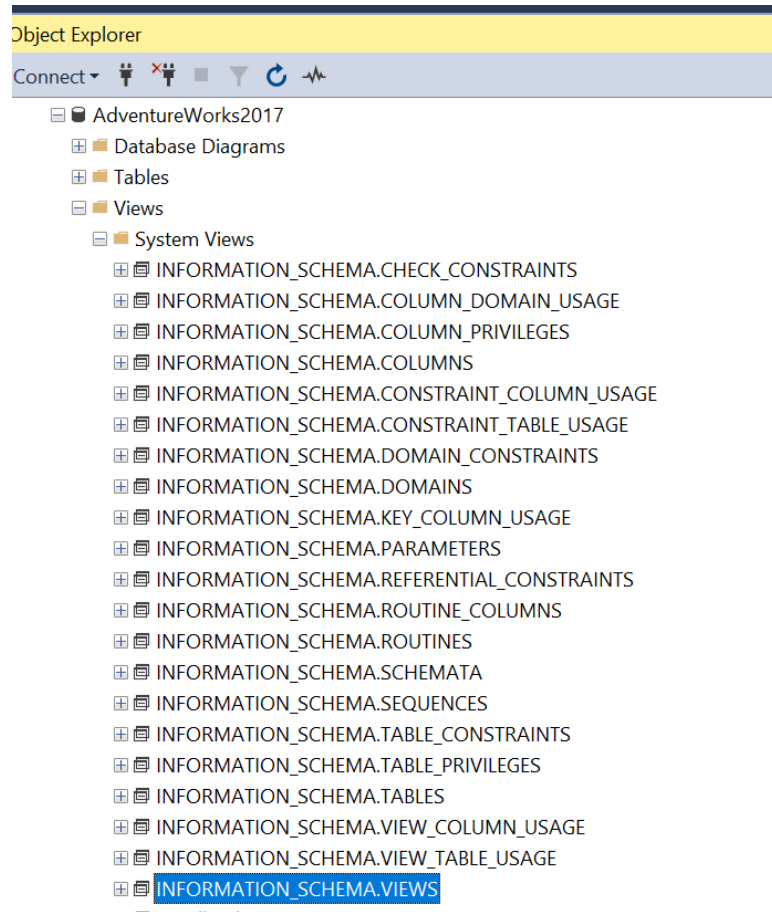 Object Explorer
Connect
AdventureWorks2017
Database Diagrams
Tables
Views
System Views
INFORMATION_SCHEMA.CHECK_CONSTRAINTS
INFORMATION_SCHEMA.COLUMN_DOMAIN_USAGE
INFORMATION_SCHEMA.COLUMN_PRIVILEGES
INFORMATION_SCHEMA.COLUMNS
INFORMATION_SCHEMA.CONSTRAINT_COLUMN_USAGE
INFORMATION_SCHEMA.CONSTRAINT_TABLE_USAGE
INFORMATION_SCHEMA.DOMAIN_CONSTRAINTS
INFORMATION_SCHEMA.DOMAINS
INFORMATION_SCHEMA.KEY_COLUMN_USAGE
INFORMATION_SCHEMA.PARAMETERS
INFORMATION_SCHEMA.REFERENTIAL_CONSTRAINTS
INFORMATION_SCHEMA.ROUTINE_COLUMNS
INFORMATION_SCHEMA.ROUTINES
INFORMATION_SCHEMA.SCHEMATA
INFORMATION_SCHEMA.SEQUENCES
INFORMATION_SCHEMA.TABLE_CONSTRAINTS
INFORMATION_SCHEMA.TABLE_PRIVILEGES
INFORMATION_SCHEMA.TABLES
INFORMATION_SCHEMA.VIEW_COLUMN_USAGE
INFORMATION_SCHEMA.VIEW_TABLE_USAGE
INFORMATION_SCHEMA.VIEWS